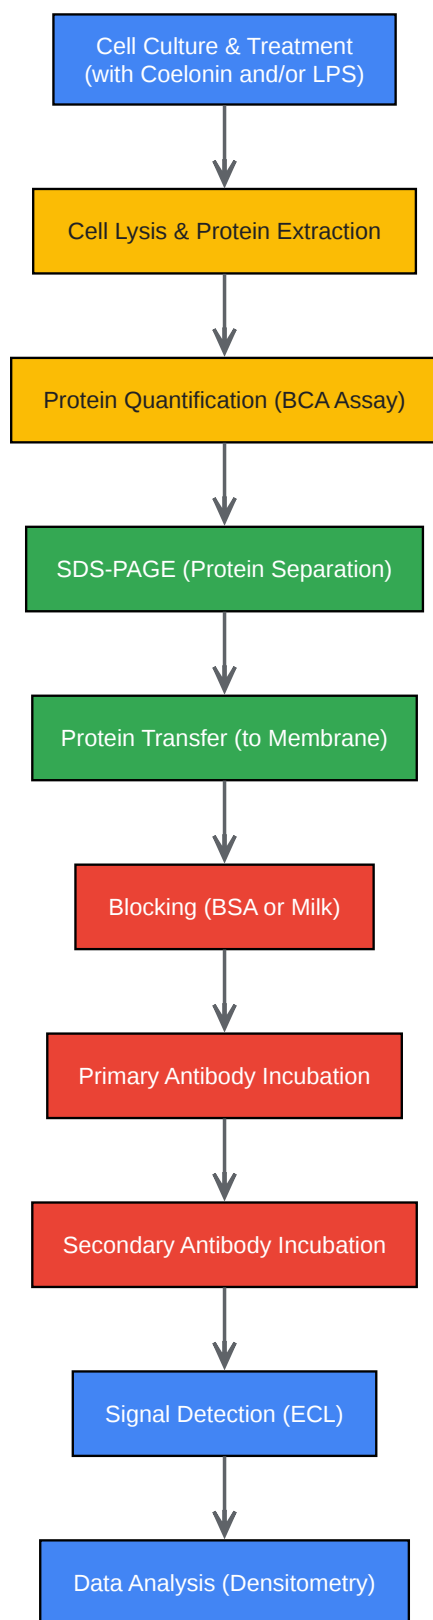 Cell Culture & Treatment
(with Coelonin and/or LPS)
Cell Lysis & Protein Extraction
Protein Quantification (BCA Assay)
SDS-PAGE (Protein Separation)
Protein Transfer (to Membrane)
Blocking (BSA or Milk)
Primary Antibody Incubation
Secondary Antibody Incubation
Signal Detection (ECL)
Data Analysis (Densitometry)